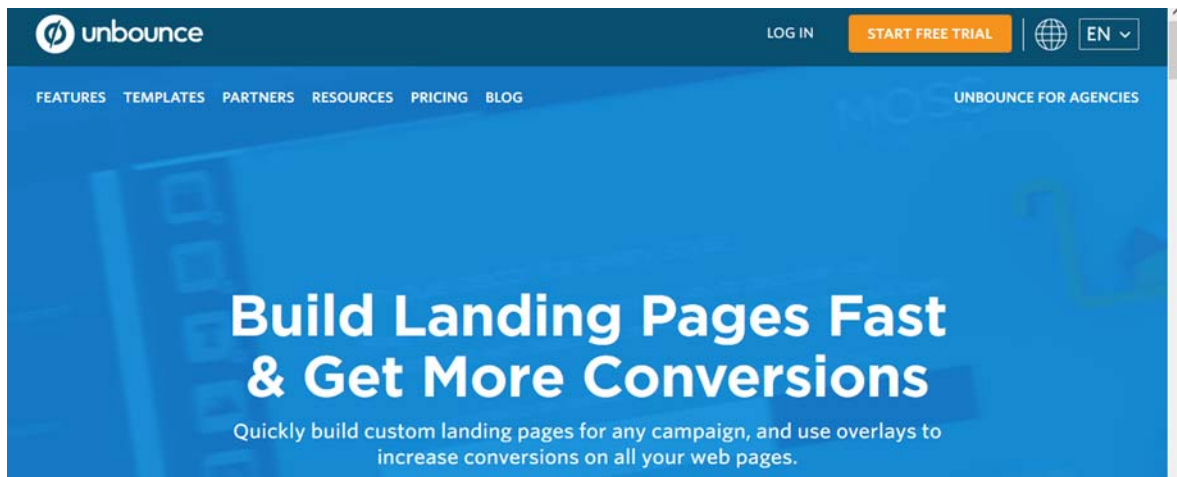 unbounce
LOG IN
START FREE TRIAL
EN
FEATURES TEMPLATES PARTNERS RESOURCES PRICING BLOG
UNBOUNCE FOR AGENCIES
MOSS
Build Landing Pages Fast
& Get More Conversions
Quickly build custom landing pages for any campaign, and use overlays to
increase conversions on all your web pages.